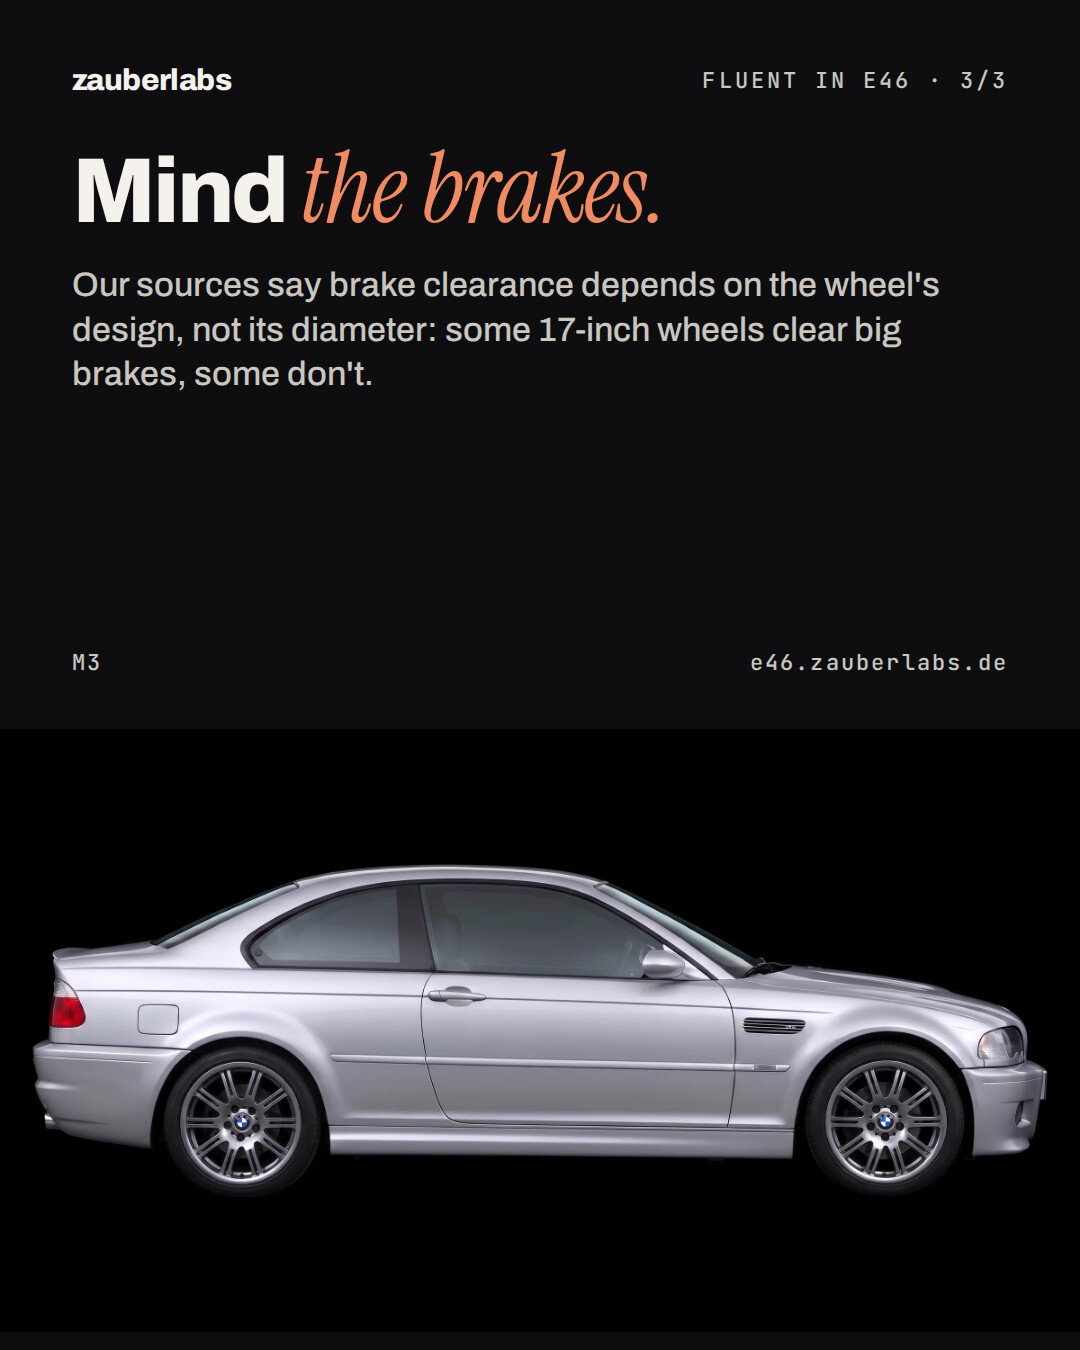 zauberlabs
FLUENT IN E46 · 3/3
Mind the brakes.
Our sources say brake clearance depends on the wheel's
design, not its diameter: some 17-inch wheels clear big
brakes, some don't.
M3
e46.zauberlabs.de